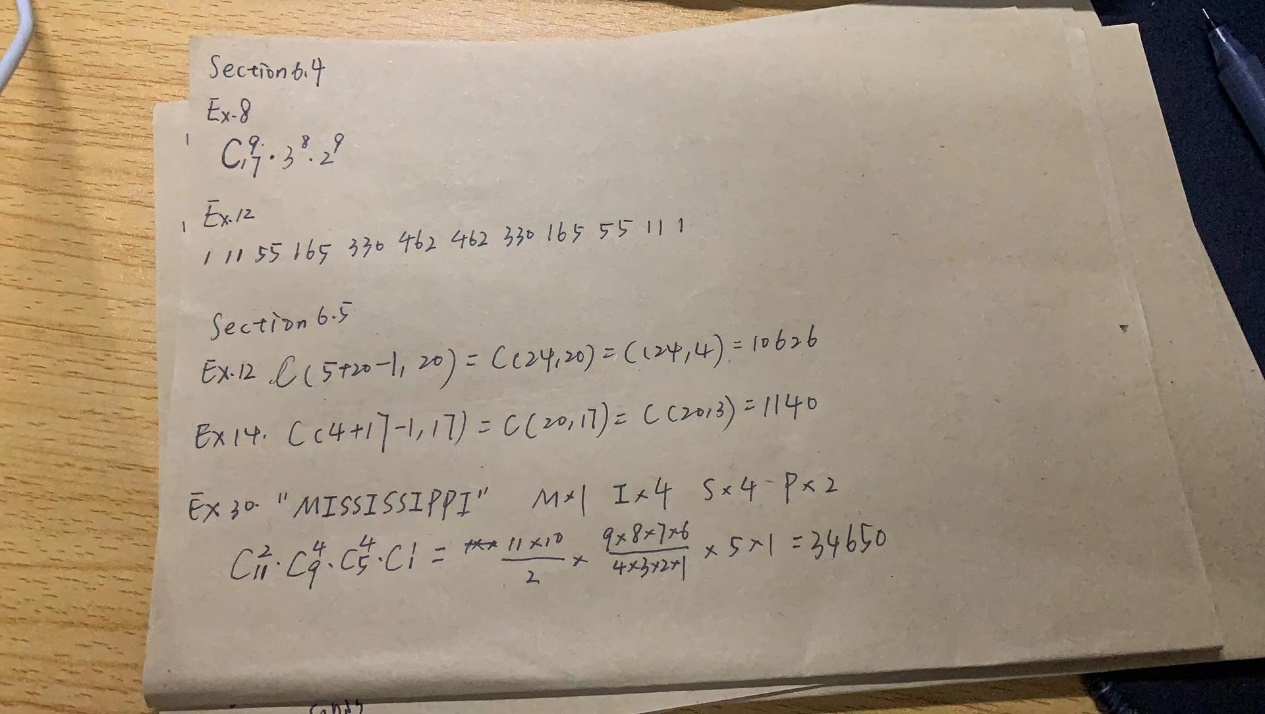 Section 6.4
Ex.8
C₁₇⁹·3⁸·2⁹
Ex.12
1 11 55 165 330 462 462 330 165 55 11 1
Section 6.5
Ex.12 C(5+20-1, 20) = C(24,20) = C(24,4) = 10626
Ex 14. C(4+17-1,17) = C(20,17) = C(20,3) = 1140
Ex 30. "MISSISSIPPI" M×1 I×4 S×4 P×2
C₁₁²·C₉⁴·C₅⁴·C₁¹ = 11×10/2 × 9×8×7×6/4×3×2×1 × 5×1 = 34650